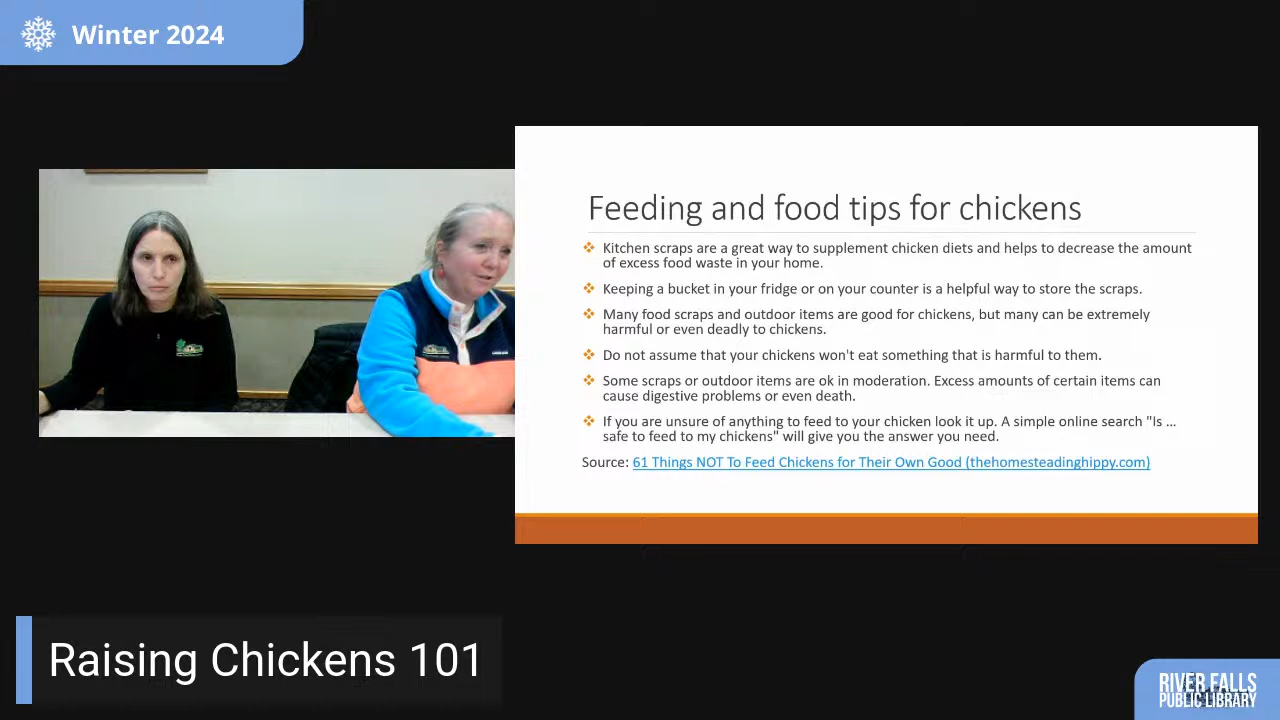 Winter 2024
Feeding and food tips for chickens
Kitchen scraps are a great way to supplement chicken diets and helps to decrease the amount
of excess food waste in your home.
Keeping a bucket in your fridge or on your counter is a helpful way to store the scraps.
Many food scraps and outdoor items are good for chickens, but many can be extremely
harmful or even deadly to chickens.
Do not assume that your chickens won't eat something that is harmful to them.
Some scraps or outdoor items are ok in moderation. Excess amounts of certain items can
cause digestive problems or even death.
If you are unsure of anything to feed to your chicken look it up. A simple online search "Is ...
safe to feed to my chickens" will give you the answer you need.
Source: 61 Things NOT To Feed Chickens for Their Own Good (thehomesteadinghippy.com)
Raising Chickens 101
RIVER FALLS
PUBLIC LIBRARY